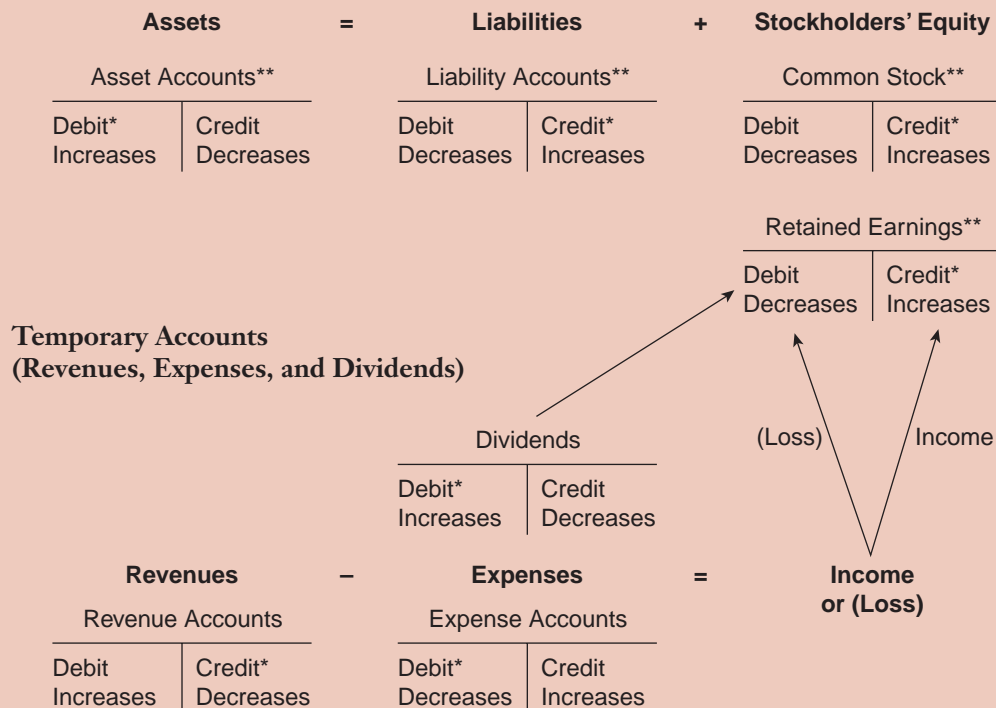 Assets = Liabilities + Stockholders' Equity
Asset Accounts** Liability Accounts** Common Stock**
Debit* Credit Debit Credit* Debit Credit*
Increases Decreases Decreases Increases Decreases Increases
Retained Earnings**
Debit Credit*
Decreases Increases
Temporary Accounts
(Revenues, Expenses, and Dividends)
Dividends (Loss) Income
Debit* Credit
Increases Decreases
Revenues – Expenses = Income
or (Loss)
Revenue Accounts Expense Accounts
Debit Credit* Debit* Credit
Increases Decreases Decreases Increases